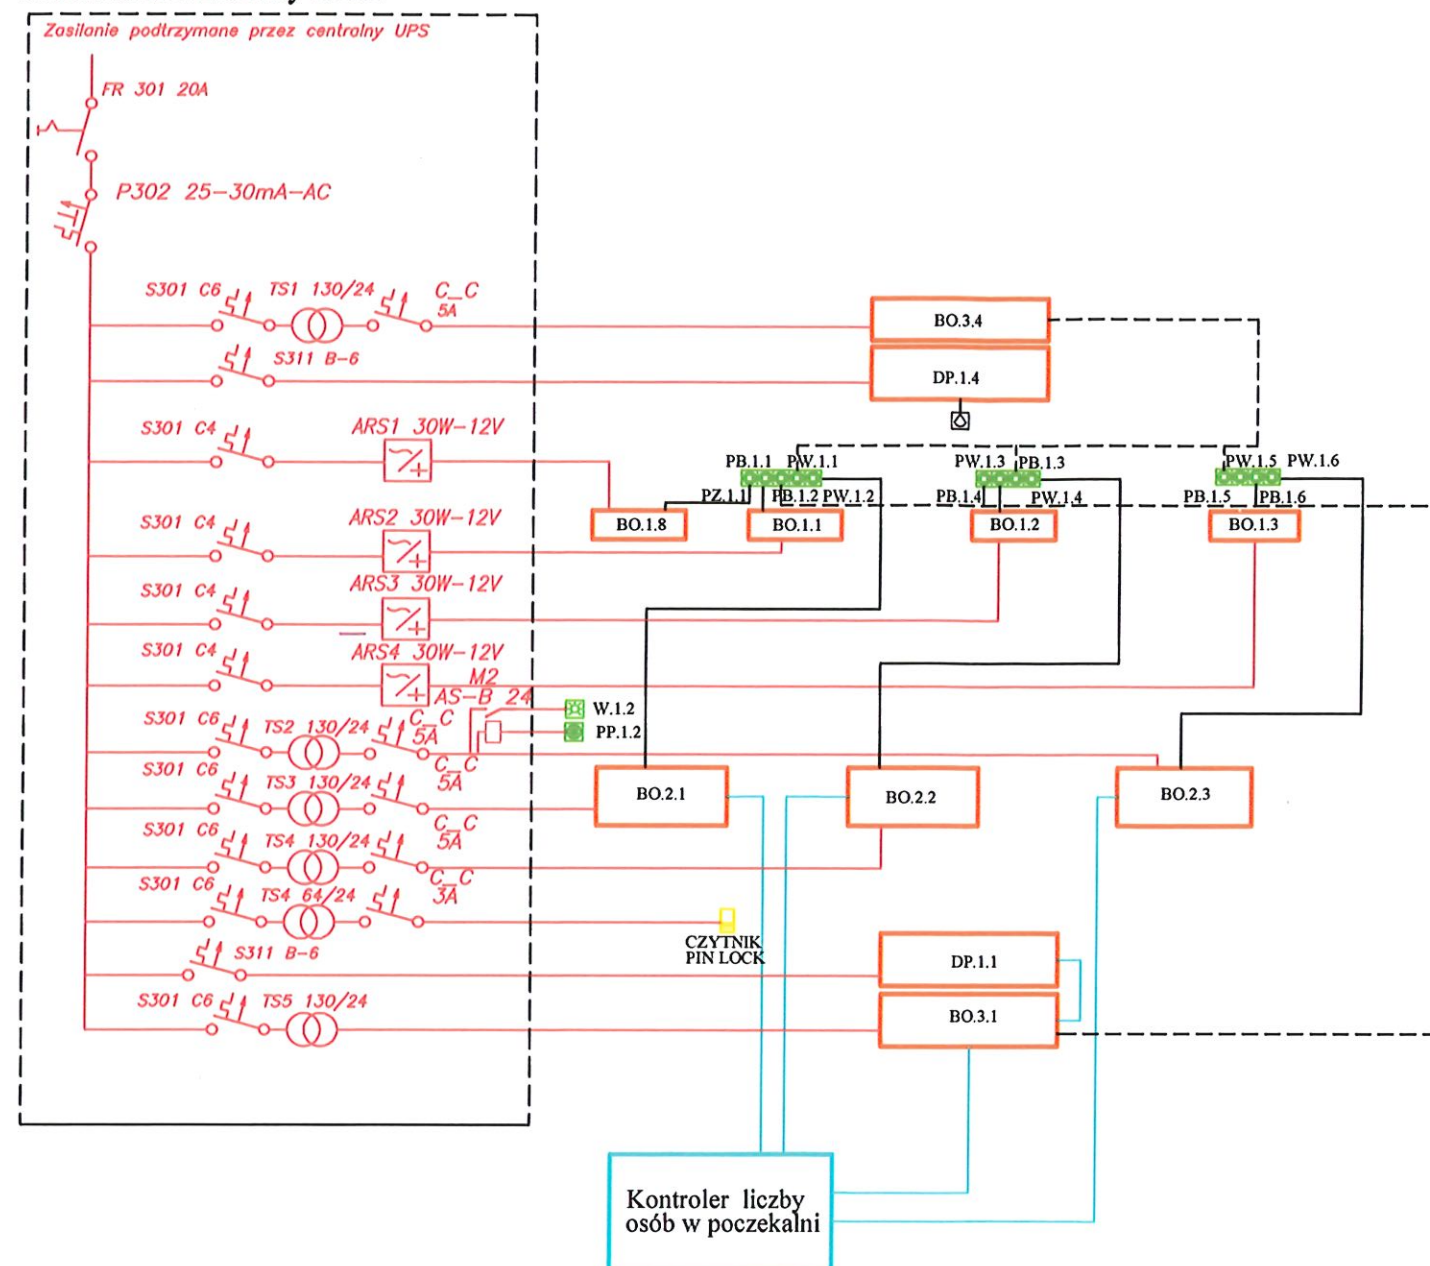 Zasilanie podtrzymane przez centralny UPS
FR 301 20A
P302 25-30mA-AC
S301 C6 TS1 130/24 C_C
5A
BO.3.4
S311 B-6
DP.1.4
S301 C4 ARS1 30W-12V
PB.1.1 PW.1.1 PW.1.3 PB.1.3 PW.1.5 PW.1.6
PZ.1.1 PB.1.2 PW.1.2 PB.1.4 PW.1.4 PB.1.5 PB.1.6
S301 C4 ARS2 30W-12V
BO.1.8 BO.1.1 BO.1.2 BO.1.3
S301 C4 ARS3 30W-12V
S301 C4 ARS4 30W-12V
M2
AS-B 24
W.1.2
S301 C6 TS2 130/24 C_C
5A
PP.1.2
S301 C6 TS3 130/24 C_C
5A
BO.2.1 BO.2.2 BO.2.3
S301 C6 TS4 130/24 C_C
5A
S301 C6 TS4 64/24 C_C
3A
CZYTNIK
PIN LOCK
S311 B-6
DP.1.1
S301 C6 TS5 130/24
BO.3.1
Kontroler liczby
osób w poczekalni